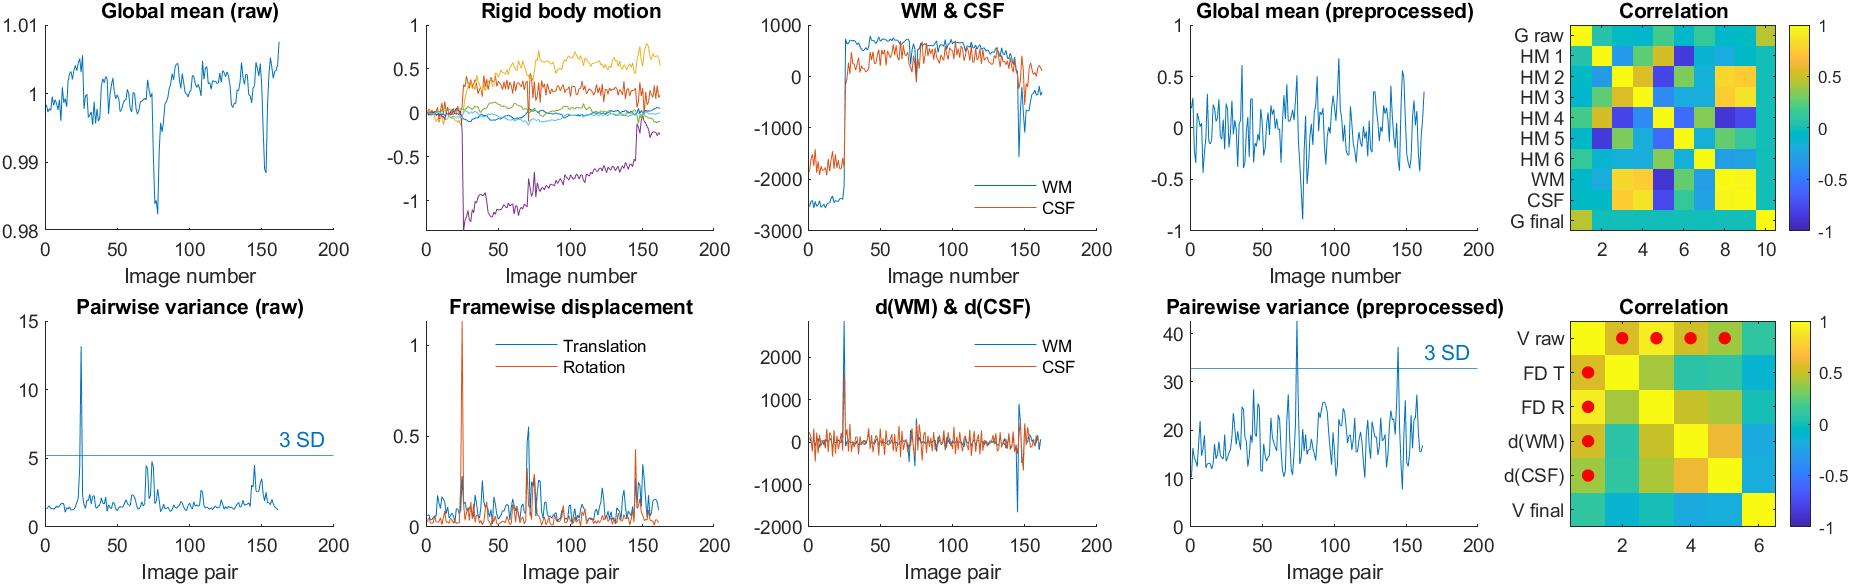 Global mean (raw)
1.01
1
0.99
0.98
0 50 100 150 200
Image number
Rigid body motion
1
0.5
0
-0.5
-1
0 50 100 150 200
Image number
WM & CSF
1000
0
-1000
-2000
-3000
WM
CSF
0 50 100 150 200
Image number
Global mean (preprocessed)
1
0.5
0
-0.5
-1
0 50 100 150 200
Image number
Correlation
G raw
HM 1
HM 2
HM 3
HM 4
HM 5
HM 6
WM
CSF
G final
2 4 6 8 10
1
0.5
0
-0.5
-1
Pairwise variance (raw)
15
10
5
0
3 SD
0 50 100 150 200
Image pair
Framewise displacement
1
0.5
0
Translation
Rotation
0 50 100 150 200
Image pair
d(WM) & d(CSF)
2000
1000
0
-1000
-2000
WM
CSF
0 50 100 150 200
Image pair
Pairewise variance (preprocessed)
40
30
20
10
0
3 SD
0 50 100 150 200
Image pair
Correlation
V raw
FD T
FD R
d(WM)
d(CSF)
V final
2 4 6
1
0.5
0
-0.5
-1